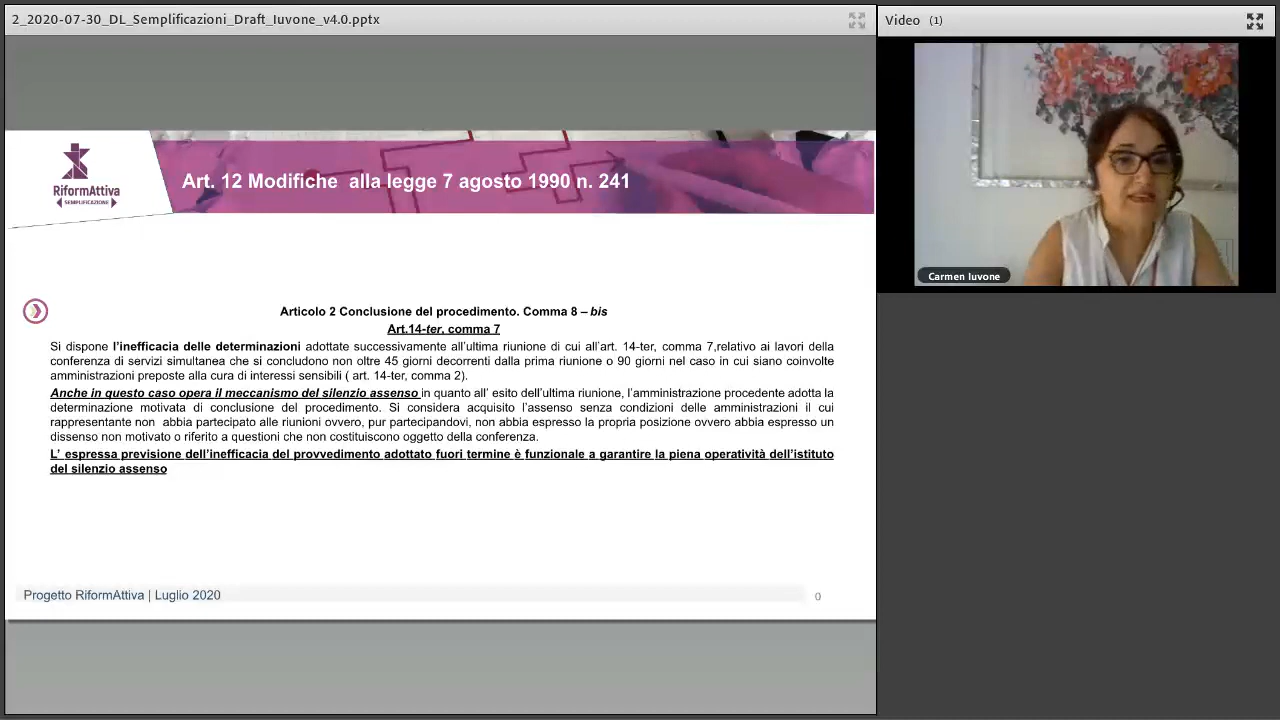 2_2020-07-30_DL_Semplificazioni_Draft_Iuvone_v4.0.pptx
Video (1)
RiformAttiva
SEMPLIFICAZIONE
Art. 12 Modifiche alla legge 7 agosto 1990 n. 241
Carmen Iuvone
Articolo 2 Conclusione del procedimento. Comma 8 – bis
Art.14-ter, comma 7
Si dispone l’inefficacia delle determinazioni adottate successivamente all’ultima riunione di cui all’art. 14-ter, comma 7,relativo ai lavori della
conferenza di servizi simultanea che si concludono non oltre 45 giorni decorrenti dalla prima riunione o 90 giorni nel caso in cui siano coinvolte
amministrazioni preposte alla cura di interessi sensibili ( art. 14-ter, comma 2).
Anche in questo caso opera il meccanismo del silenzio assenso in quanto all’ esito dell’ultima riunione, l’amministrazione procedente adotta la
determinazione motivata di conclusione del procedimento. Si considera acquisito l’assenso senza condizioni delle amministrazioni il cui
rappresentante non abbia partecipato alle riunioni ovvero, pur partecipandovi, non abbia espresso la propria posizione ovvero abbia espresso un
dissenso non motivato o riferito a questioni che non costituiscono oggetto della conferenza.
L’ espressa previsione dell’inefficacia del provvedimento adottato fuori termine è funzionale a garantire la piena operatività dell’istituto
del silenzio assenso
Progetto RiformAttiva | Luglio 2020
0